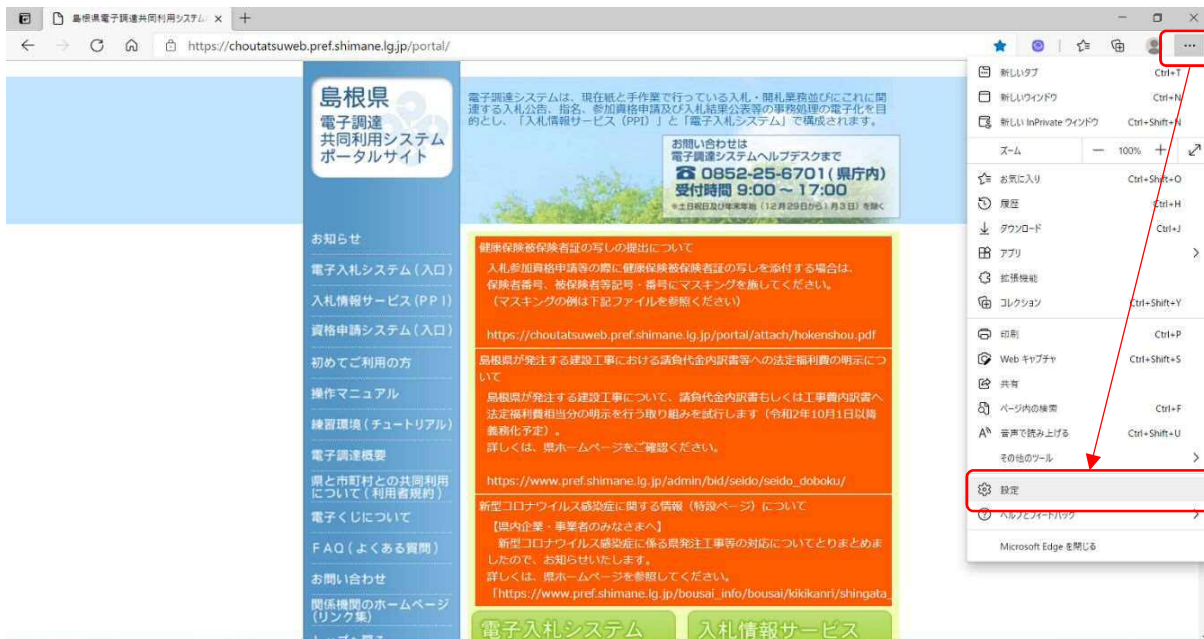 島根県電子調達共同利用システム
https://choutatsuweb.pref.shimane.lg.jp/portal/
島根県
電子調達
共同利用システム
ポータルサイト
電子調達システムは、現在紙と手作業で行っている入札・開札業務並びにこれに関
連する入札公告、指名、参加資格申請及び入札結果公表等の事務処理の電子化を目
的とし、「入札情報サービス（PPI）」と「電子入札システム」で構成されます。
お問い合わせは
電子調達システムヘルプデスクまで
☎ 0852-25-6701(県庁内)
受付時間 9:00 ～ 17:00
※土日祝日及び年末年始（12月29日から1月3日）を除く
お知らせ
電子入札システム(入口)
入札情報サービス(PPI)
資格申請システム(入口)
初めてご利用の方
操作マニュアル
練習環境(チュートリアル)
電子調達概要
県と市町村との共同利用
について(利用者規約)
電子くじについて
FAQ(よくある質問)
お問い合わせ
関係機関のホームページ
(リンク集)
トップへ戻る
健康保険被保険者証の写しの提出について
入札参加資格申請等の際に健康保険被保険者証の写しを添付する場合は、
保険者番号、被保険者等記号・番号にマスキングを施してください。
（マスキングの例は下記ファイルを参照ください）
https://choutatsuweb.pref.shimane.lg.jp/portal/attach/hokenshou.pdf
島根県が発注する建設工事における請負代金内訳書等への法定福利費の明示につ
いて
島根県が発注する建設工事について、請負代金内訳書もしくは工事費内訳書へ
法定福利費相当分の明示を行う取り組みを試行します（令和2年10月1日以降
義務化予定）。
詳しくは、県ホームページをご確認ください。
https://www.pref.shimane.lg.jp/admin/bid/seido/seido_doboku/
新型コロナウイルス感染症に関する情報（特設ページ）について
【県内企業・事業者のみなさまへ】
新型コロナウイルス感染症に係る県発注工事等の対応についてとりまとめま
したので、お知らせいたします。
詳しくは、県ホームページを参照してください。
「https://www.pref.shimane.lg.jp/bousai_info/bousai/kikikanri/shingata_
電子入札システム
入札情報サービス
新しいタブ Ctrl+T
新しいウィンドウ Ctrl+N
新しい InPrivate ウィンドウ Ctrl+Shift+N
ズーム － 100% ＋
お気に入り Ctrl+Shift+O
履歴 Ctrl+H
ダウンロード Ctrl+J
アプリ
拡張機能
コレクション Ctrl+Shift+Y
印刷 Ctrl+P
Web キャプチャ Ctrl+Shift+S
共有
ページ内の検索 Ctrl+F
音声で読み上げる Ctrl+Shift+U
その他のツール
設定
ヘルプとフィードバック
Microsoft Edge を閉じる